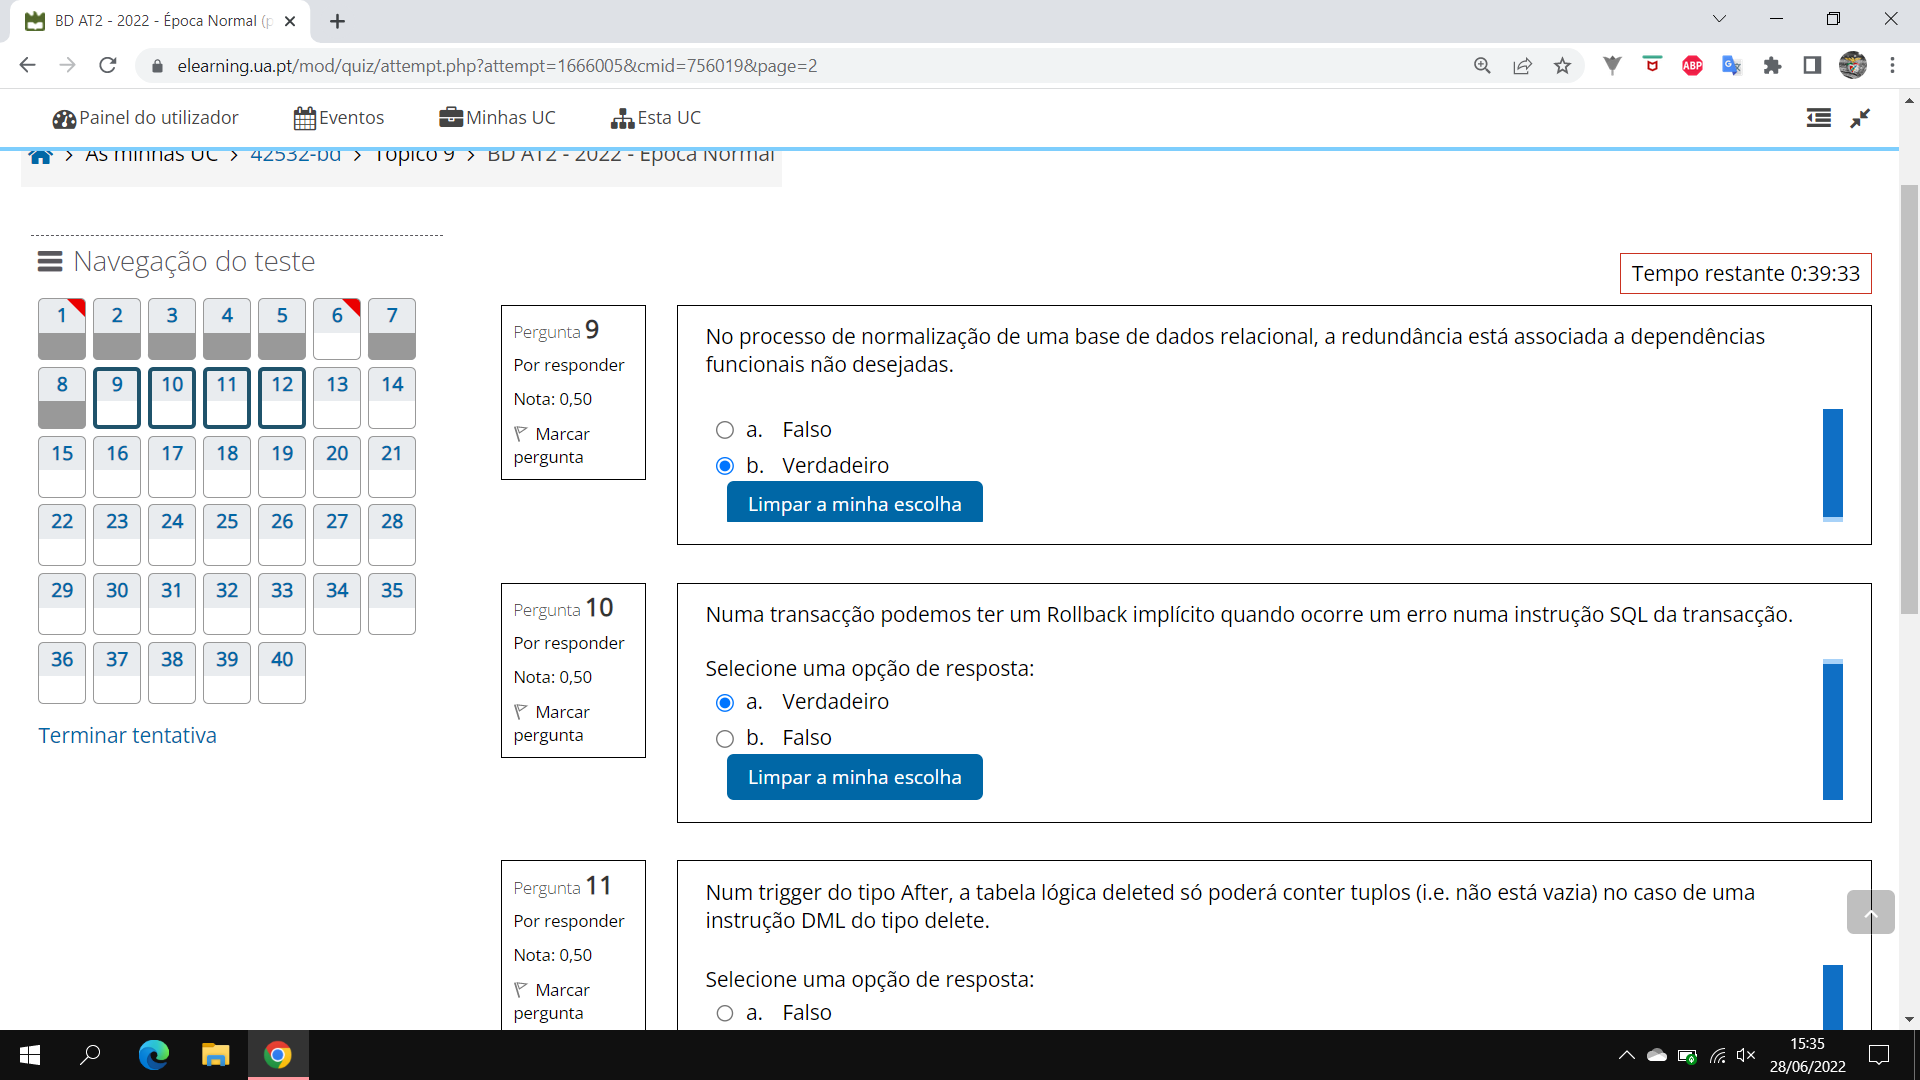 BD AT2 - 2022 - Época Normal (p
elearning.ua.pt/mod/quiz/attempt.php?attempt=1666005&cmid=756019&page=2
ABP
Painel do utilizador
Eventos
Minhas UC
Esta UC
As minhas UC > 42532-bd > Tópico 9 > BD AT2 - 2022 - Época Normal
Navegação do teste
1 2 3 4 5 6 7
8 9 10 11 12 13 14
15 16 17 18 19 20 21
22 23 24 25 26 27 28
29 30 31 32 33 34 35
36 37 38 39 40
Terminar tentativa
Tempo restante 0:39:33
Pergunta 9
Por responder
Nota: 0,50
Marcar
pergunta
No processo de normalização de uma base de dados relacional, a redundância está associada a dependências
funcionais não desejadas.
a. Falso
b. Verdadeiro
Limpar a minha escolha
Pergunta 10
Por responder
Nota: 0,50
Marcar
pergunta
Numa transacção podemos ter um Rollback implícito quando ocorre um erro numa instrução SQL da transacção.
Selecione uma opção de resposta:
a. Verdadeiro
b. Falso
Limpar a minha escolha
Pergunta 11
Por responder
Nota: 0,50
Marcar
pergunta
Num trigger do tipo After, a tabela lógica deleted só poderá conter tuplos (i.e. não está vazia) no caso de uma
instrução DML do tipo delete.
Selecione uma opção de resposta:
a. Falso
15:35
28/06/2022